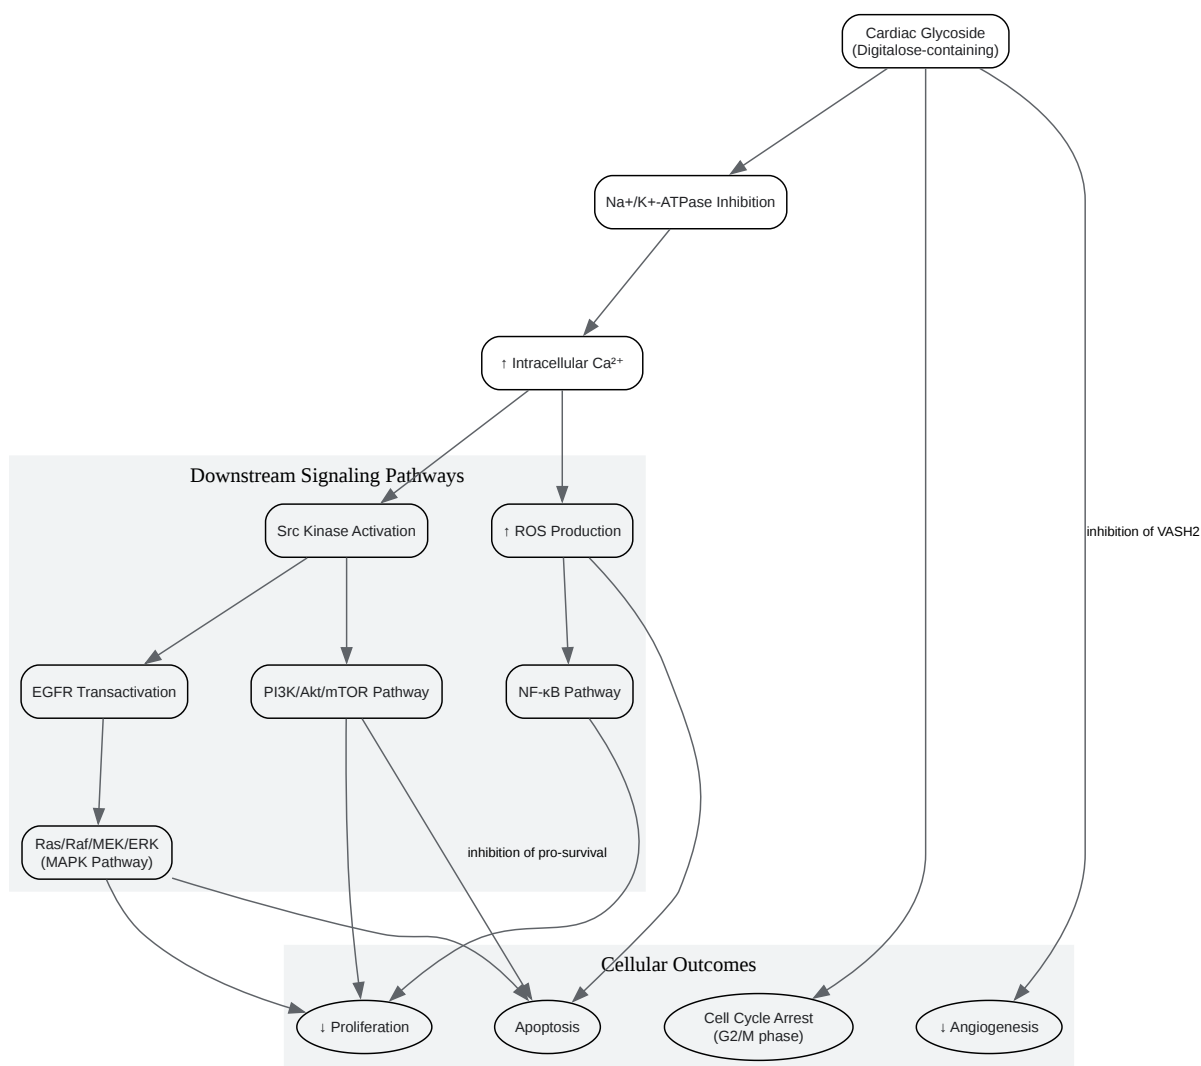 Cardiac Glycoside
(Digitalose-containing)
Na+/K+-ATPase Inhibition
↑ Intracellular Ca²⁺
Downstream Signaling Pathways
Src Kinase Activation
↑ ROS Production
inhibition of VASH2
EGFR Transactivation
PI3K/Akt/mTOR Pathway
NF-κB Pathway
Ras/Raf/MEK/ERK
(MAPK Pathway)
inhibition of pro-survival
Cellular Outcomes
↓ Proliferation
Apoptosis
Cell Cycle Arrest
(G2/M phase)
↓ Angiogenesis